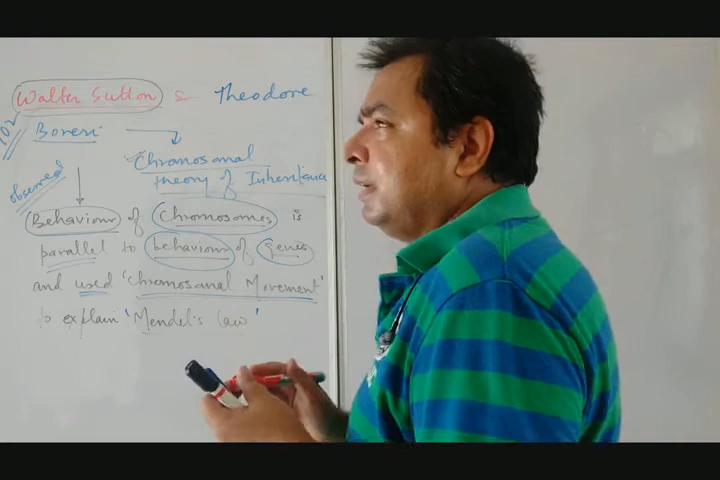 Walter Sutton & Theodore
Boveri
Chromosomal
theory of Inheritance
observed
Behaviour of Chromosomes is
parallel to behaviour of genes
and used 'chromosomal Movement'
to explain 'Mendel's law'